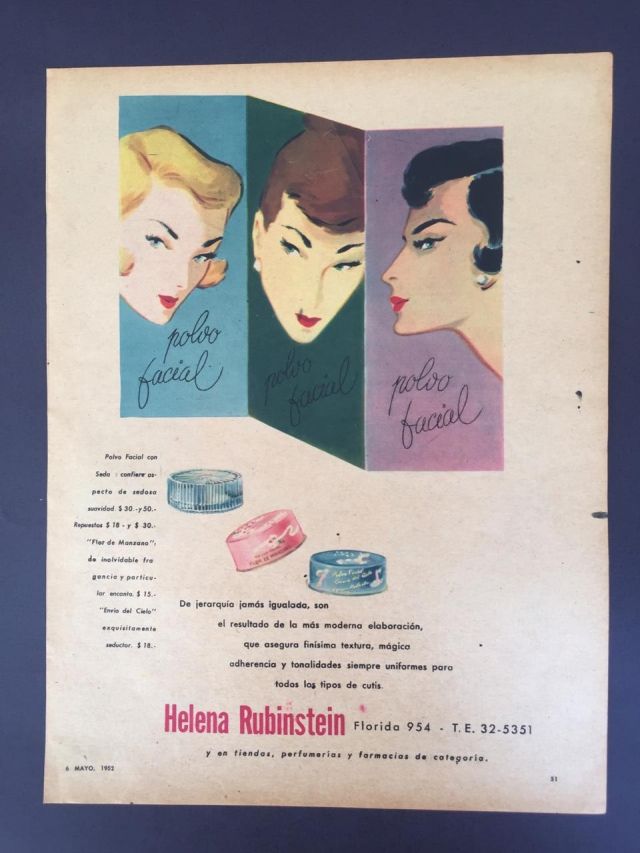 polvo
facial
polvo
facial
polvo
facial
Polvo Facial con
Seda : confiere as-
pecto de sedosa
suavidad $ 30.-y 50.-
Repuestos $ 18 - y $ 30.-
"Flor de Manzano":
de inolvidable fra
gancia y particu-
lar encanto. $ 15.-
"Envío del Cielo"
exquisitamente
seductor. $ 18.-
De jerarquía jamás igualada, son
el resultado de la más moderna elaboración,
que asegura finísima textura, mágica
adherencia y tonalidades siempre uniformes para
todos los tipos de cutis.
Helena Rubinstein Florida 954 - T. E. 32-5351
y en tiendas, perfumerías y farmacias de categoría.
6 MAYO, 1952
51